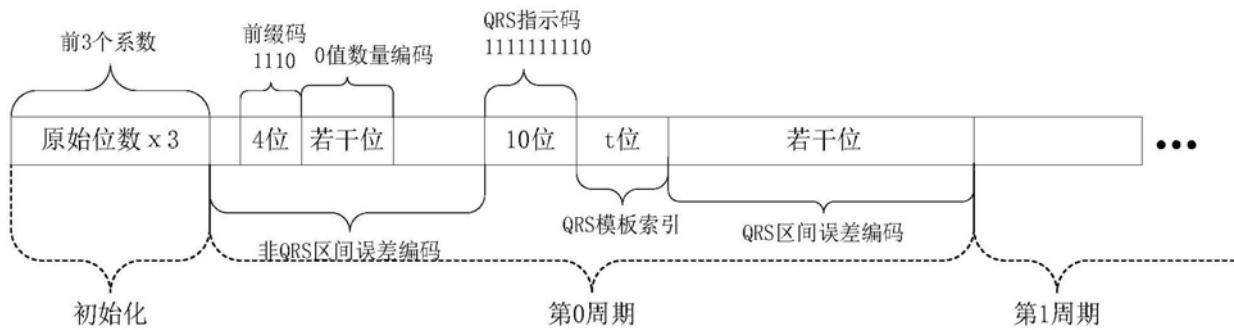 QRS指示码
1111111110
前缀码
1110
0值数量编码
前3个系数
原始位数 x 3
4位
若干位
10位
t位
若干位
•••
QRS模板索引
非QRS区间误差编码
QRS区间误差编码
初始化
第0周期
第1周期